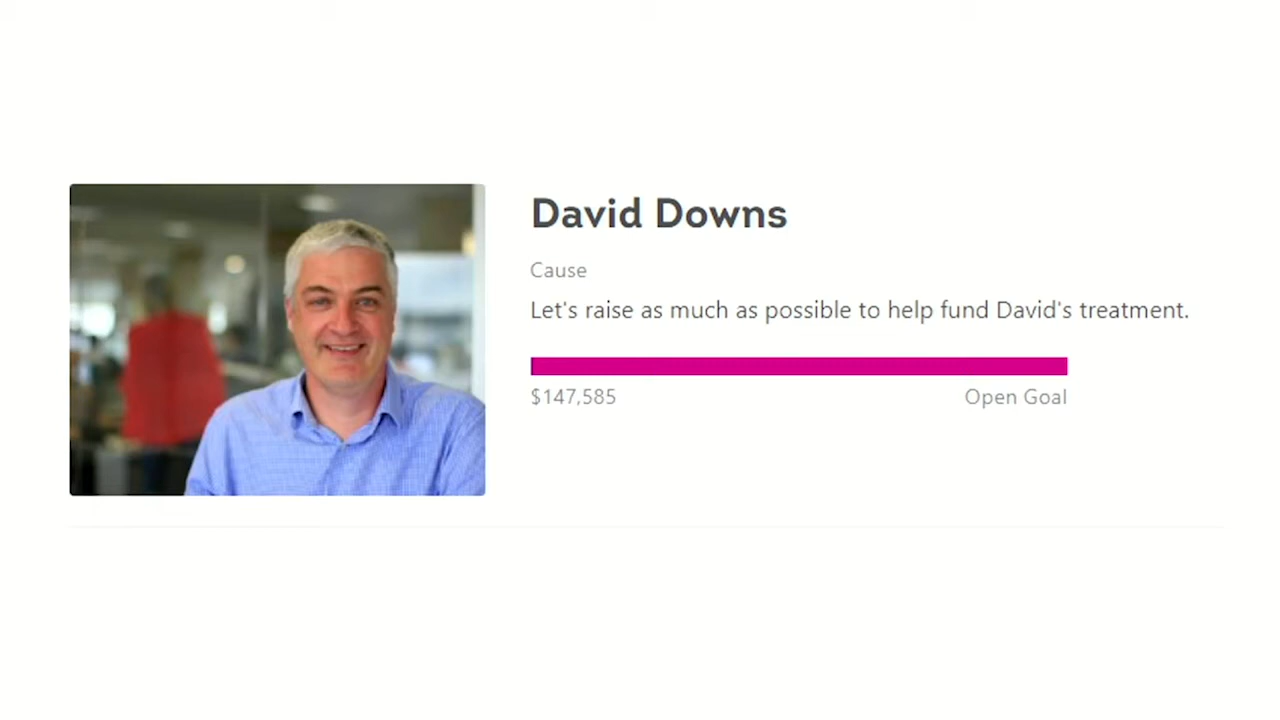 David Downs
Cause
Let's raise as much as possible to help fund David's treatment.
$147,585
Open Goal